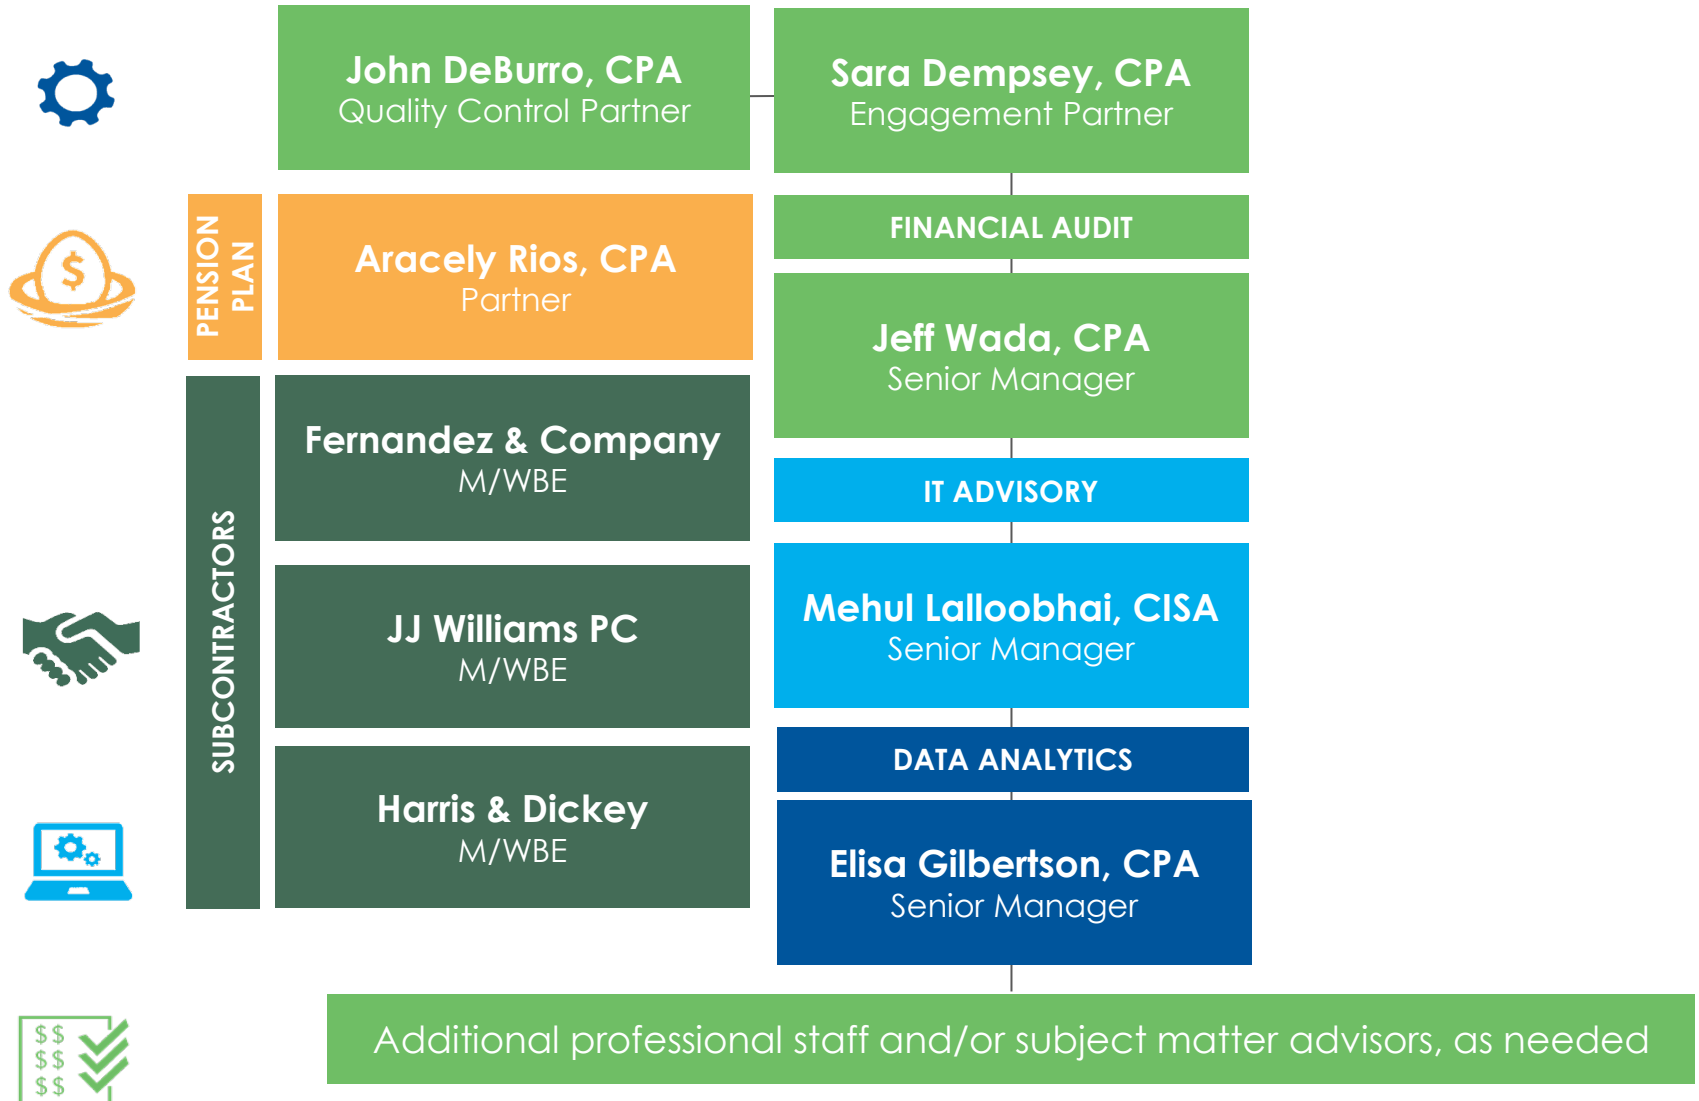 John DeBurro, CPA
Quality Control Partner
Sara Dempsey, CPA
Engagement Partner
PENSION
PLAN
Aracely Rios, CPA
Partner
FINANCIAL AUDIT
Jeff Wada, CPA
Senior Manager
SUBCONTRACTORS
Fernandez & Company
M/WBE
IT ADVISORY
JJ Williams PC
M/WBE
Mehul Lalloobhai, CISA
Senior Manager
Harris & Dickey
M/WBE
DATA ANALYTICS
Elisa Gilbertson, CPA
Senior Manager
Additional professional staff and/or subject matter advisors, as needed
$
$$
$$
$$